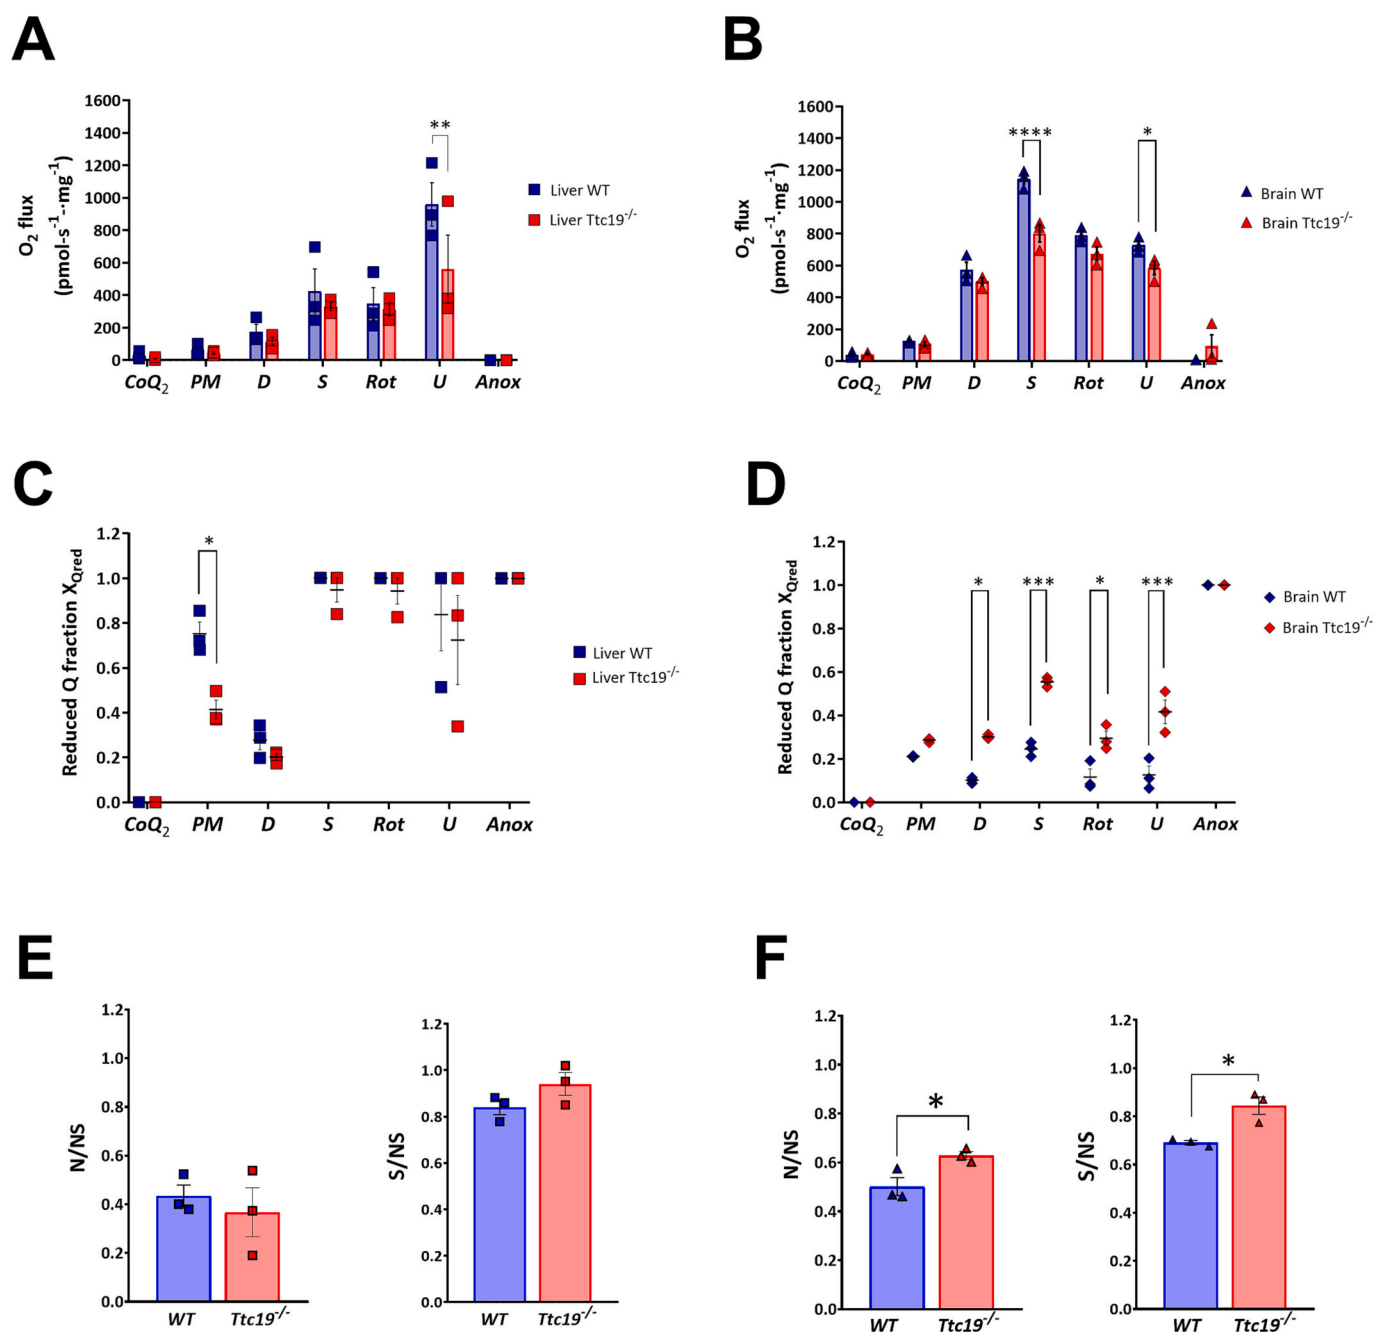 A
O₂ flux
(pmol-s⁻¹··mg⁻¹)
1600
1400
1200
1000
800
600
400
200
0
**
CoQ₂ PM D S Rot U Anox
Liver WT
Liver Ttc19⁻/⁻
B
O₂ flux
(pmol-s⁻¹·mg⁻¹)
1600
1400
1200
1000
800
600
400
200
0
**** *
CoQ₂ PM D S Rot U Anox
Brain WT
Brain Ttc19⁻/⁻
C
Reduced Q fraction X_Qred
1.2
1.0
0.8
0.6
0.4
0.2
0.0
*
CoQ₂ PM D S Rot U Anox
Liver WT
Liver Ttc19⁻/⁻
D
Reduced Q fraction X_Qred
1.2
1.0
0.8
0.6
0.4
0.2
0.0
* *** * ***
CoQ₂ PM D S Rot U Anox
Brain WT
Brain Ttc19⁻/⁻
E
N/NS
1.2
1.0
0.8
0.6
0.4
0.2
0.0
WT Ttc19⁻/⁻
S/NS
1.2
1.0
0.8
0.6
0.4
0.2
0.0
WT Ttc19⁻/⁻
F
N/NS
1.2
1.0
0.8
0.6
0.4
0.2
0.0
*
WT Ttc19⁻/⁻
S/NS
1.2
1.0
0.8
0.6
0.4
0.2
0.0
*
WT Ttc19⁻/⁻